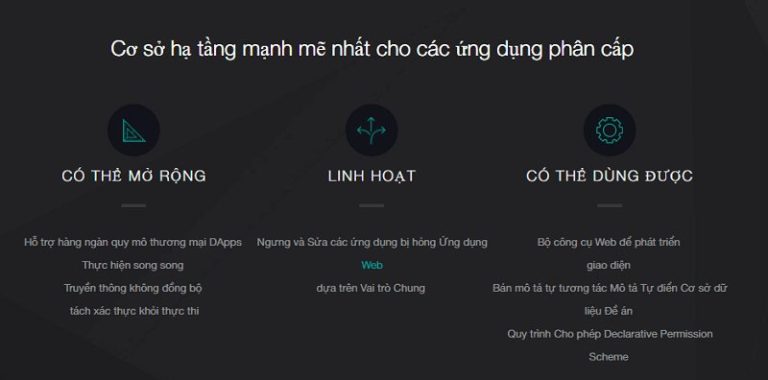 Cơ sở hạ tầng mạnh mẽ nhất cho các ứng dụng phân cấp
CÓ THỂ MỞ RỘNG
Hỗ trợ hàng ngàn quy mô thương mại DApps
Thực hiện song song
Truyền thông không đồng bộ
tách xác thực khỏi thực thi
LINH HOẠT
Ngưng và Sửa các ứng dụng bị hỏng Ứng dụng
Web
dựa trên Vai trò Chung
CÓ THỂ DÙNG ĐƯỢC
Bộ công cụ Web để phát triển
giao diện
Bản mô tả tự tương tác Mô tả Tự điển Cơ sở dữ
liệu Đề án
Quy trình Cho phép Declarative Permission
Scheme